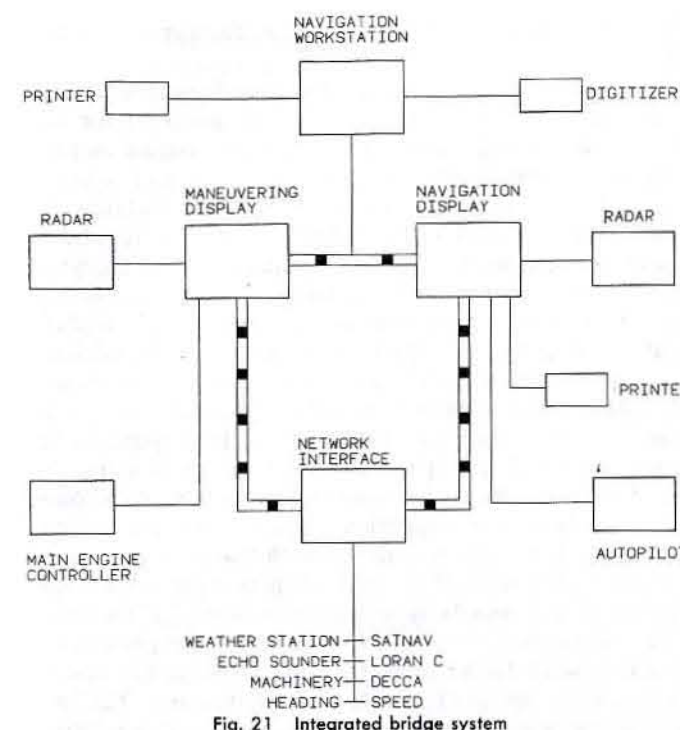 NAVIGATION
WORKSTATION
PRINTER
DIGITIZER
MANEUVERING
DISPLAY
NAVIGATION
DISPLAY
RADAR
RADAR
PRINTE
NETWORK
INTERFACE
MAIN ENGINE
CONTROLLER
AUTOPILOT
WEATHER STATION SATNAV
ECHO SOUNDER LORAN C
MACHINERY DECCA
HEADING SPEED
Fig. 21 Integrated bridge system